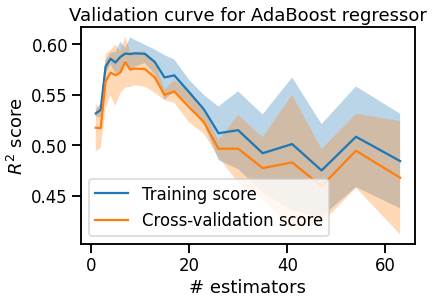 Validation curve for AdaBoost regressor
0.60
0.55
0.50
0.45
R² score
Training score
Cross-validation score
0 20 40 60
# estimators